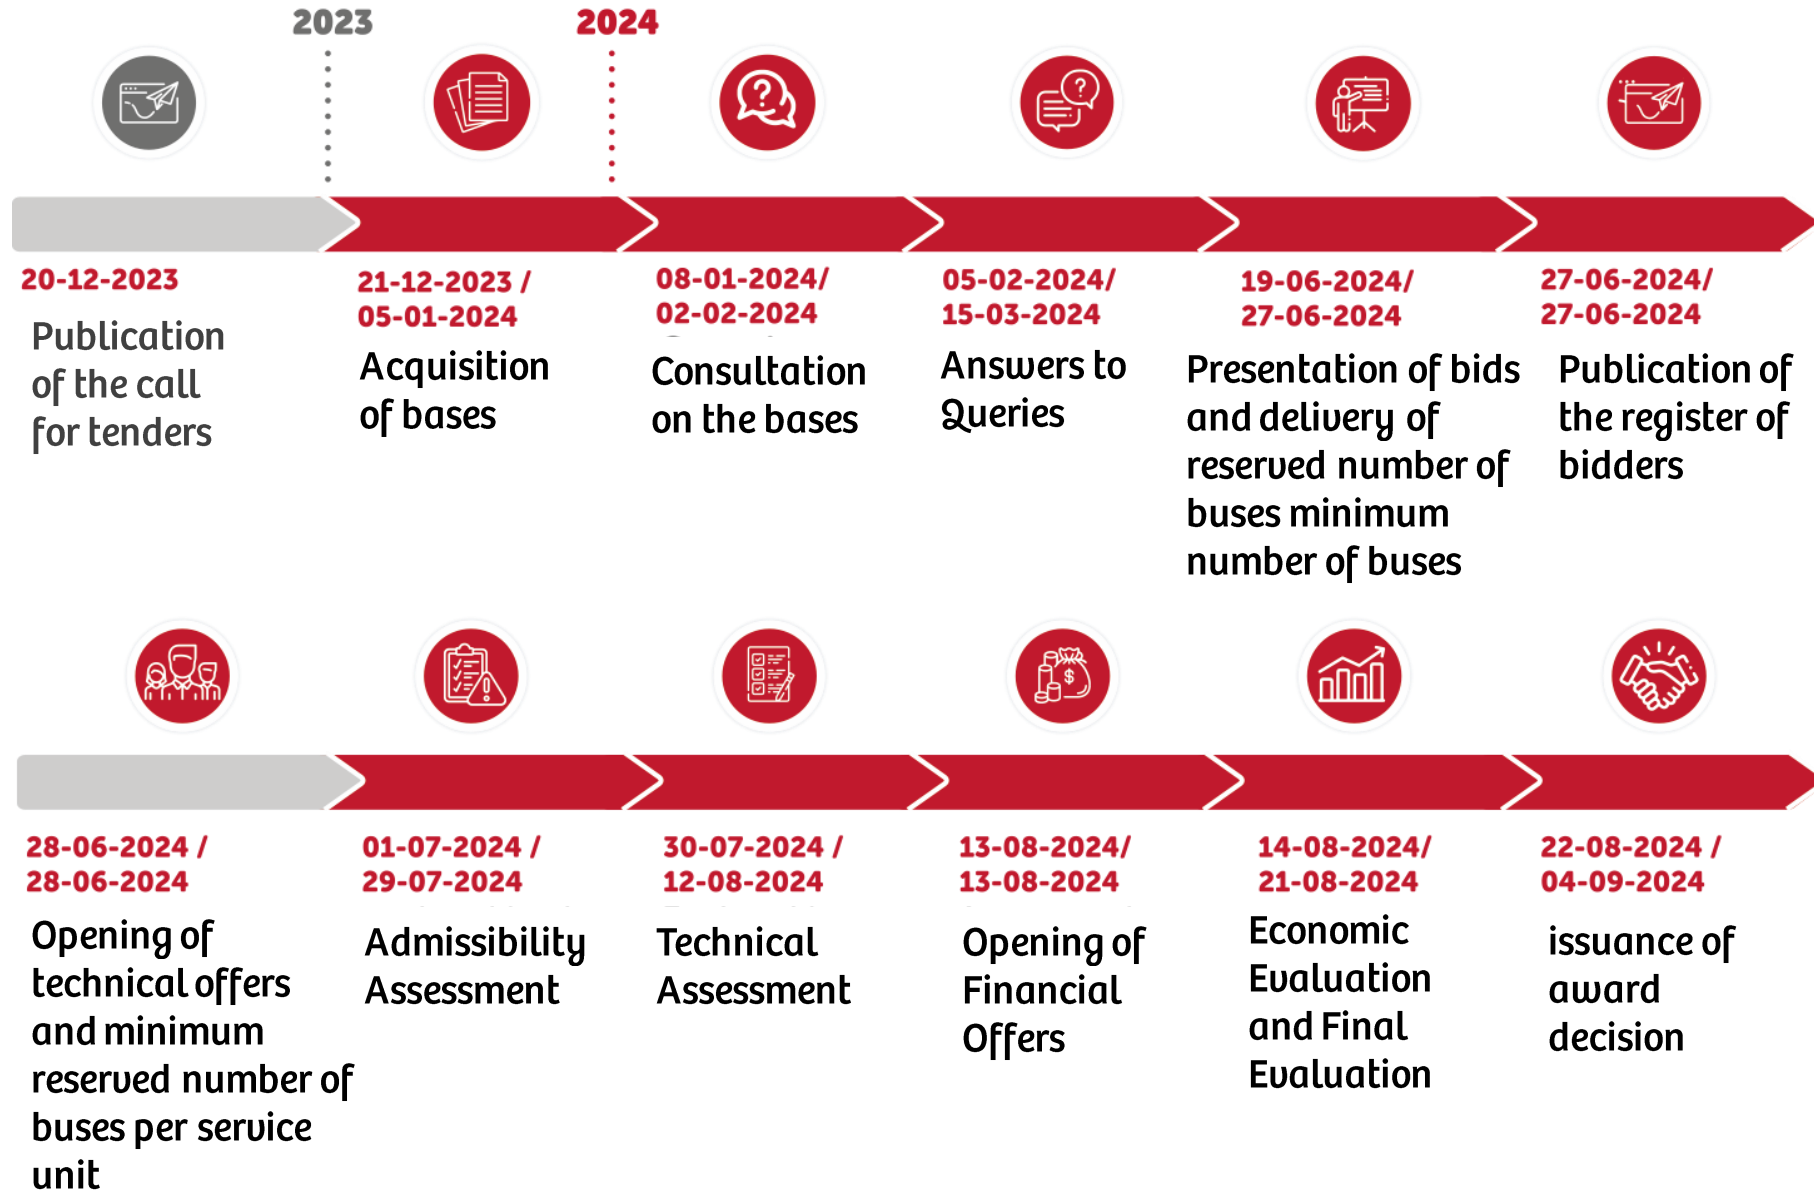 2023
2024
20-12-2023
Publication
of the call
for tenders
21-12-2023 /
05-01-2024
Acquisition
of bases
08-01-2024/
02-02-2024
Consultation
on the bases
05-02-2024/
15-03-2024
Answers to
Queries
19-06-2024/
27-06-2024
Presentation of bids
and delivery of
reserved number of
buses minimum
number of buses
27-06-2024/
27-06-2024
Publication of
the register of
bidders
28-06-2024 /
28-06-2024
Opening of
technical offers
and minimum
reserved number of
buses per service
unit
01-07-2024 /
29-07-2024
Admissibility
Assessment
30-07-2024 /
12-08-2024
Technical
Assessment
13-08-2024/
13-08-2024
Opening of
Financial
Offers
14-08-2024/
21-08-2024
Economic
Evaluation
and Final
Evaluation
22-08-2024 /
04-09-2024
issuance of
award
decision